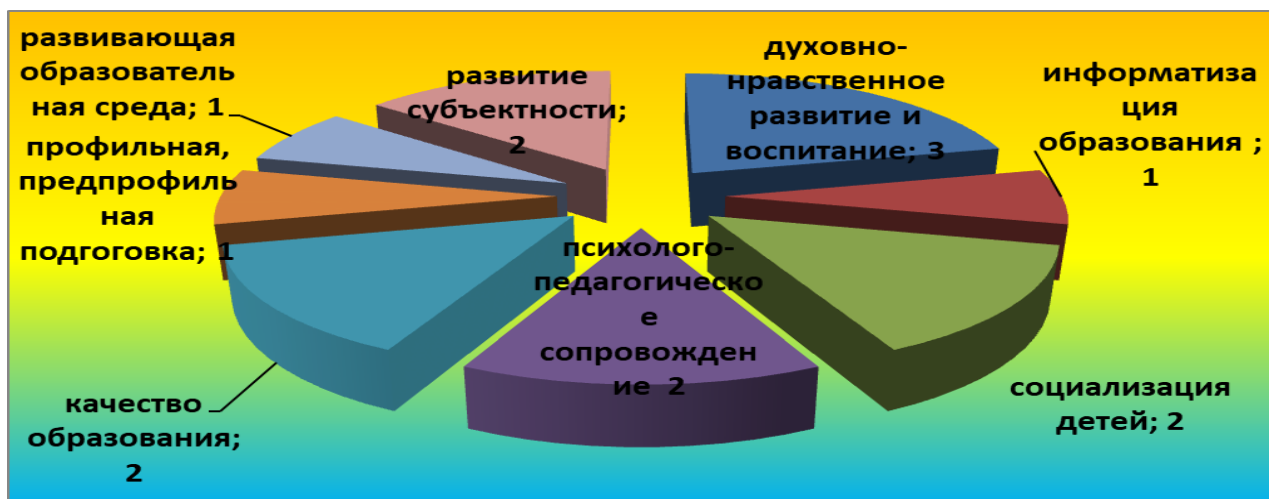 развивающая
образователь
ная среда; 1
профильная,
предпрофиль
ная
подгоговка; 1
развитие
субъектности;
2
духовно-
нравственное
развитие и
воспитание; 3
информатиза
ция
образования ;
1
психолого-
педагогическо
е
сопровожден
ие 2
качество
образования;
2
социализация
детей; 2